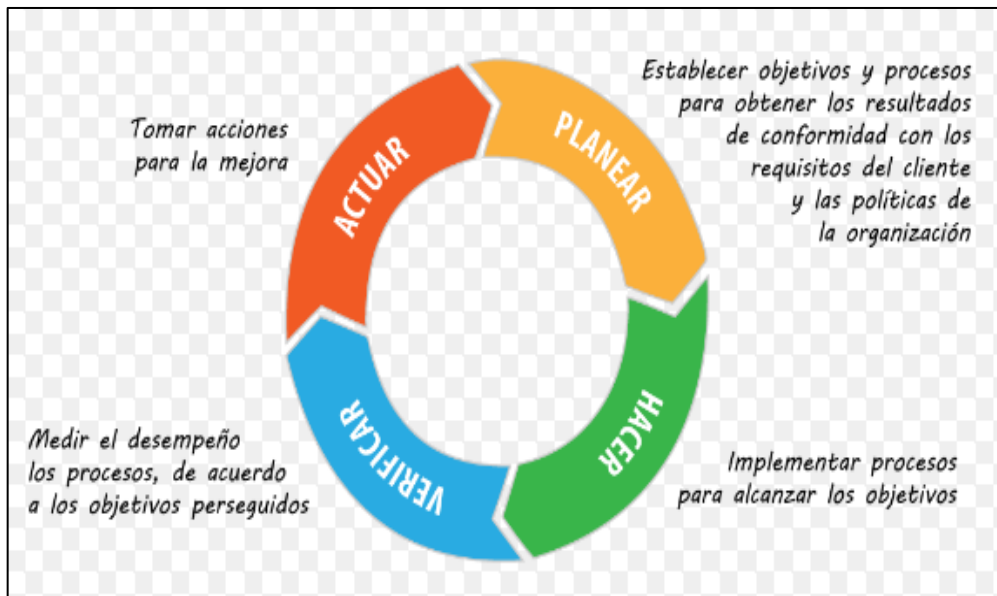 PLANEAR
Establecer objetivos y procesos
para obtener los resultados
de conformidad con los
requisitos del cliente
y las políticas de
la organización
HACER
Implementar procesos
para alcanzar los objetivos
VERIFICAR
Medir el desempeño
los procesos, de acuerdo
a los objetivos perseguidos
ACTUAR
Tomar acciones
para la mejora